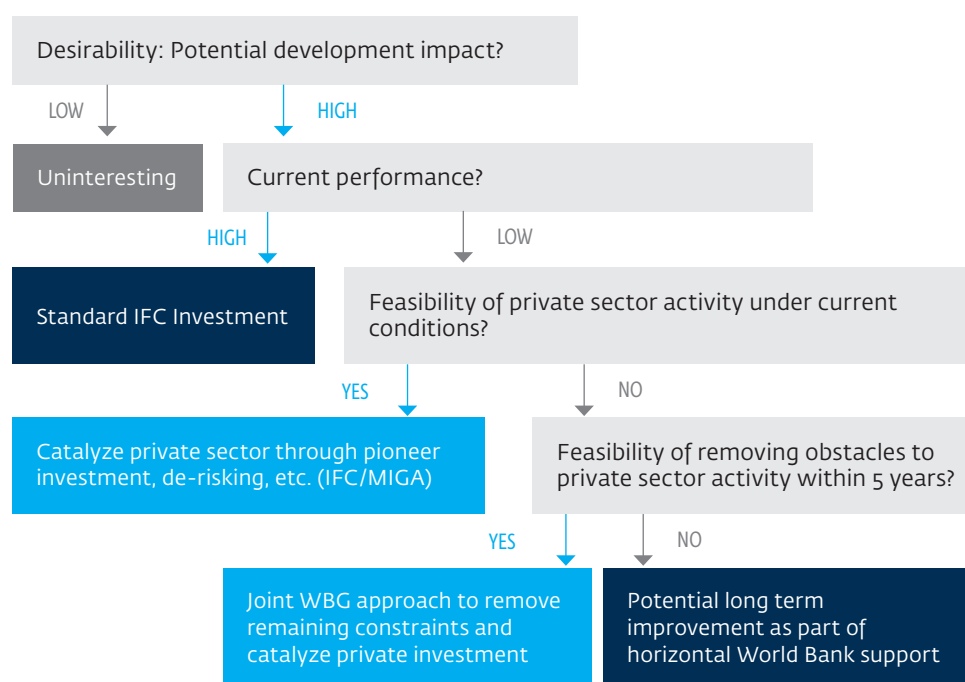 Desirability: Potential development impact?
LOW
HIGH
Uninteresting
Current performance?
HIGH
LOW
Standard IFC Investment
Feasibility of private sector activity under current
conditions?
YES
NO
Catalyze private sector through pioneer
investment, de-risking, etc. (IFC/MIGA)
Feasibility of removing obstacles to
private sector activity within 5 years?
YES
NO
Joint WBG approach to remove
remaining constraints and
catalyze private investment
Potential long term
improvement as part of
horizontal World Bank support